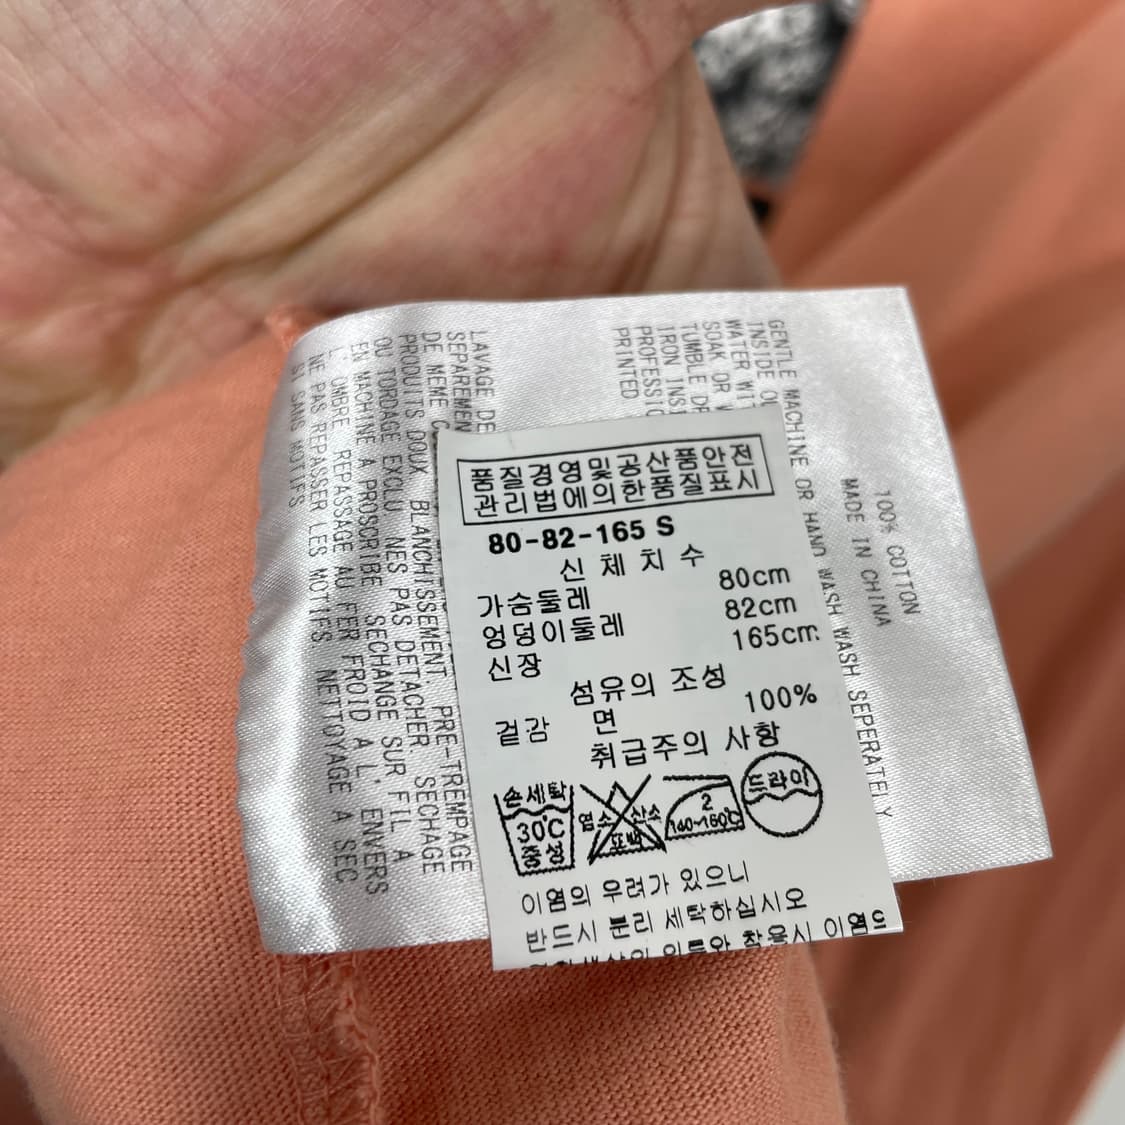 품질경영및공산품안전
관리법에의한품질표시
80-82-165 S
신 체 치 수
가슴둘레 80cm
엉덩이둘레 82cm
신장 165cm
섬유의 조성
겉감 면 100%
취급주의 사항
손세탁
30℃
중성
염소 산소
표백
2
140~160℃
드라이
이염의 우려가 있으니
반드시 분리 세탁하십시오
착용시 이염의
100% COTTON
MADE IN CHINA
GENTLE MACHINE OR HAND WASH WASH SEPERATELY
INSIDE
WATER
SOAK OR
TUMBLE
IRON
PRINTED
LAVAGE
DE MEME
PRODUITS DOUX BLANCHISSEMENT PRE-TREMPAGE
OU TORDAGE EXCLU NES PAS DETACHER SECHAGE
EN MACHINE A PROSCRIBE SECHANGE SUR FIL A
L'OMBRE REPASSAGE AU FER FROID A L' ENVERS
NE PAS REPASSER LES MOTIFS. NETTOYAGE A SEC
SI SANS MOTIFS